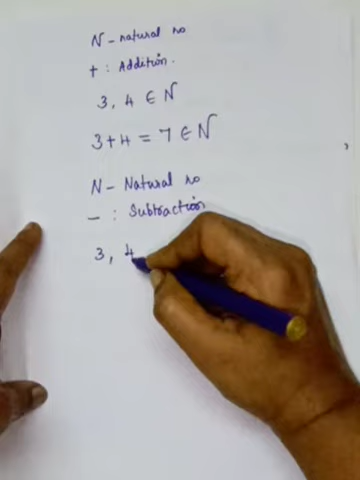 N - natural no
+ : Addition.
3, 4 ∈ N
3+4 = 7 ∈ N
N - Natural no
- : Subtraction
3, 4